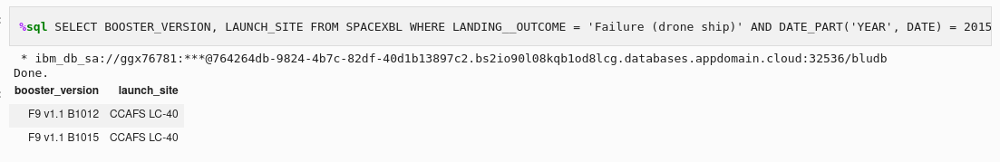 %sql SELECT BOOSTER_VERSION, LAUNCH_SITE FROM SPACEXBL WHERE LANDING__OUTCOME = 'Failure (drone ship)' AND DATE_PART('YEAR', DATE) = 2015
* ibm_db_sa://ggx76781:***@764264db-9824-4b7c-82df-40d1b13897c2.bs2io90l08kqb1od8lcg.databases.appdomain.cloud:32536/bludb
Done.
booster_version launch_site
F9 v1.1 B1012 CCAFS LC-40
F9 v1.1 B1015 CCAFS LC-40